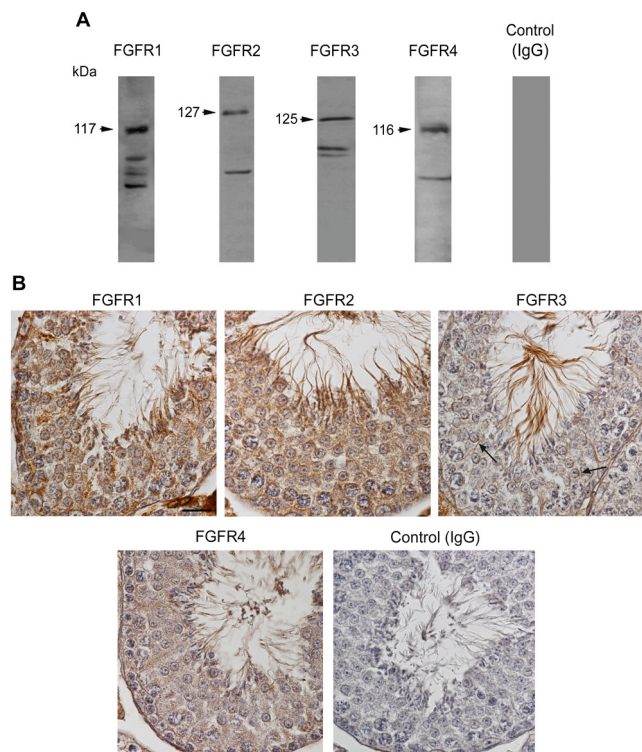 A
FGFR1 FGFR2 FGFR3 FGFR4 Control
(IgG)
kDa
117 127 125 116
B
FGFR1 FGFR2 FGFR3
FGFR4 Control (IgG)